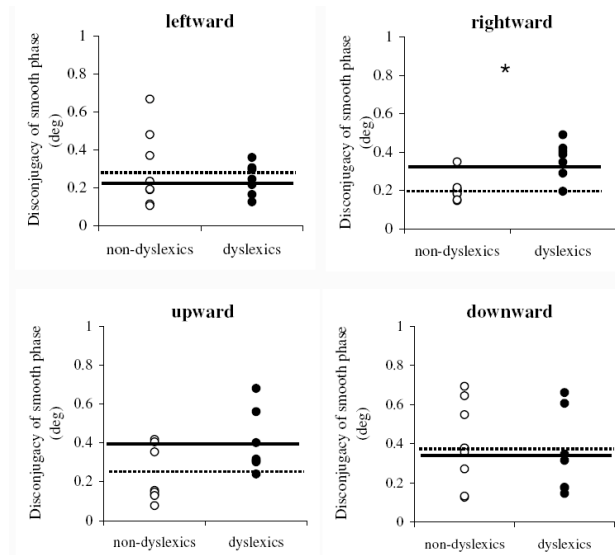 leftward
Disconjugacy of smooth phase
(deg)
1
0.8
0.6
0.4
0.2
0
non-dyslexics dyslexics
rightward
Disconjugacy of smooth phase
(deg)
1
0.8
0.6
0.4
0.2
0
*
non-dyslexics dyslexics
upward
Disconjugacy of smooth phase
(deg)
1
0.8
0.6
0.4
0.2
0
non-dyslexics dyslexics
downward
Disconjugacy of smooth phase
(deg)
1
0.8
0.6
0.4
0.2
0
non-dyslexics dyslexics